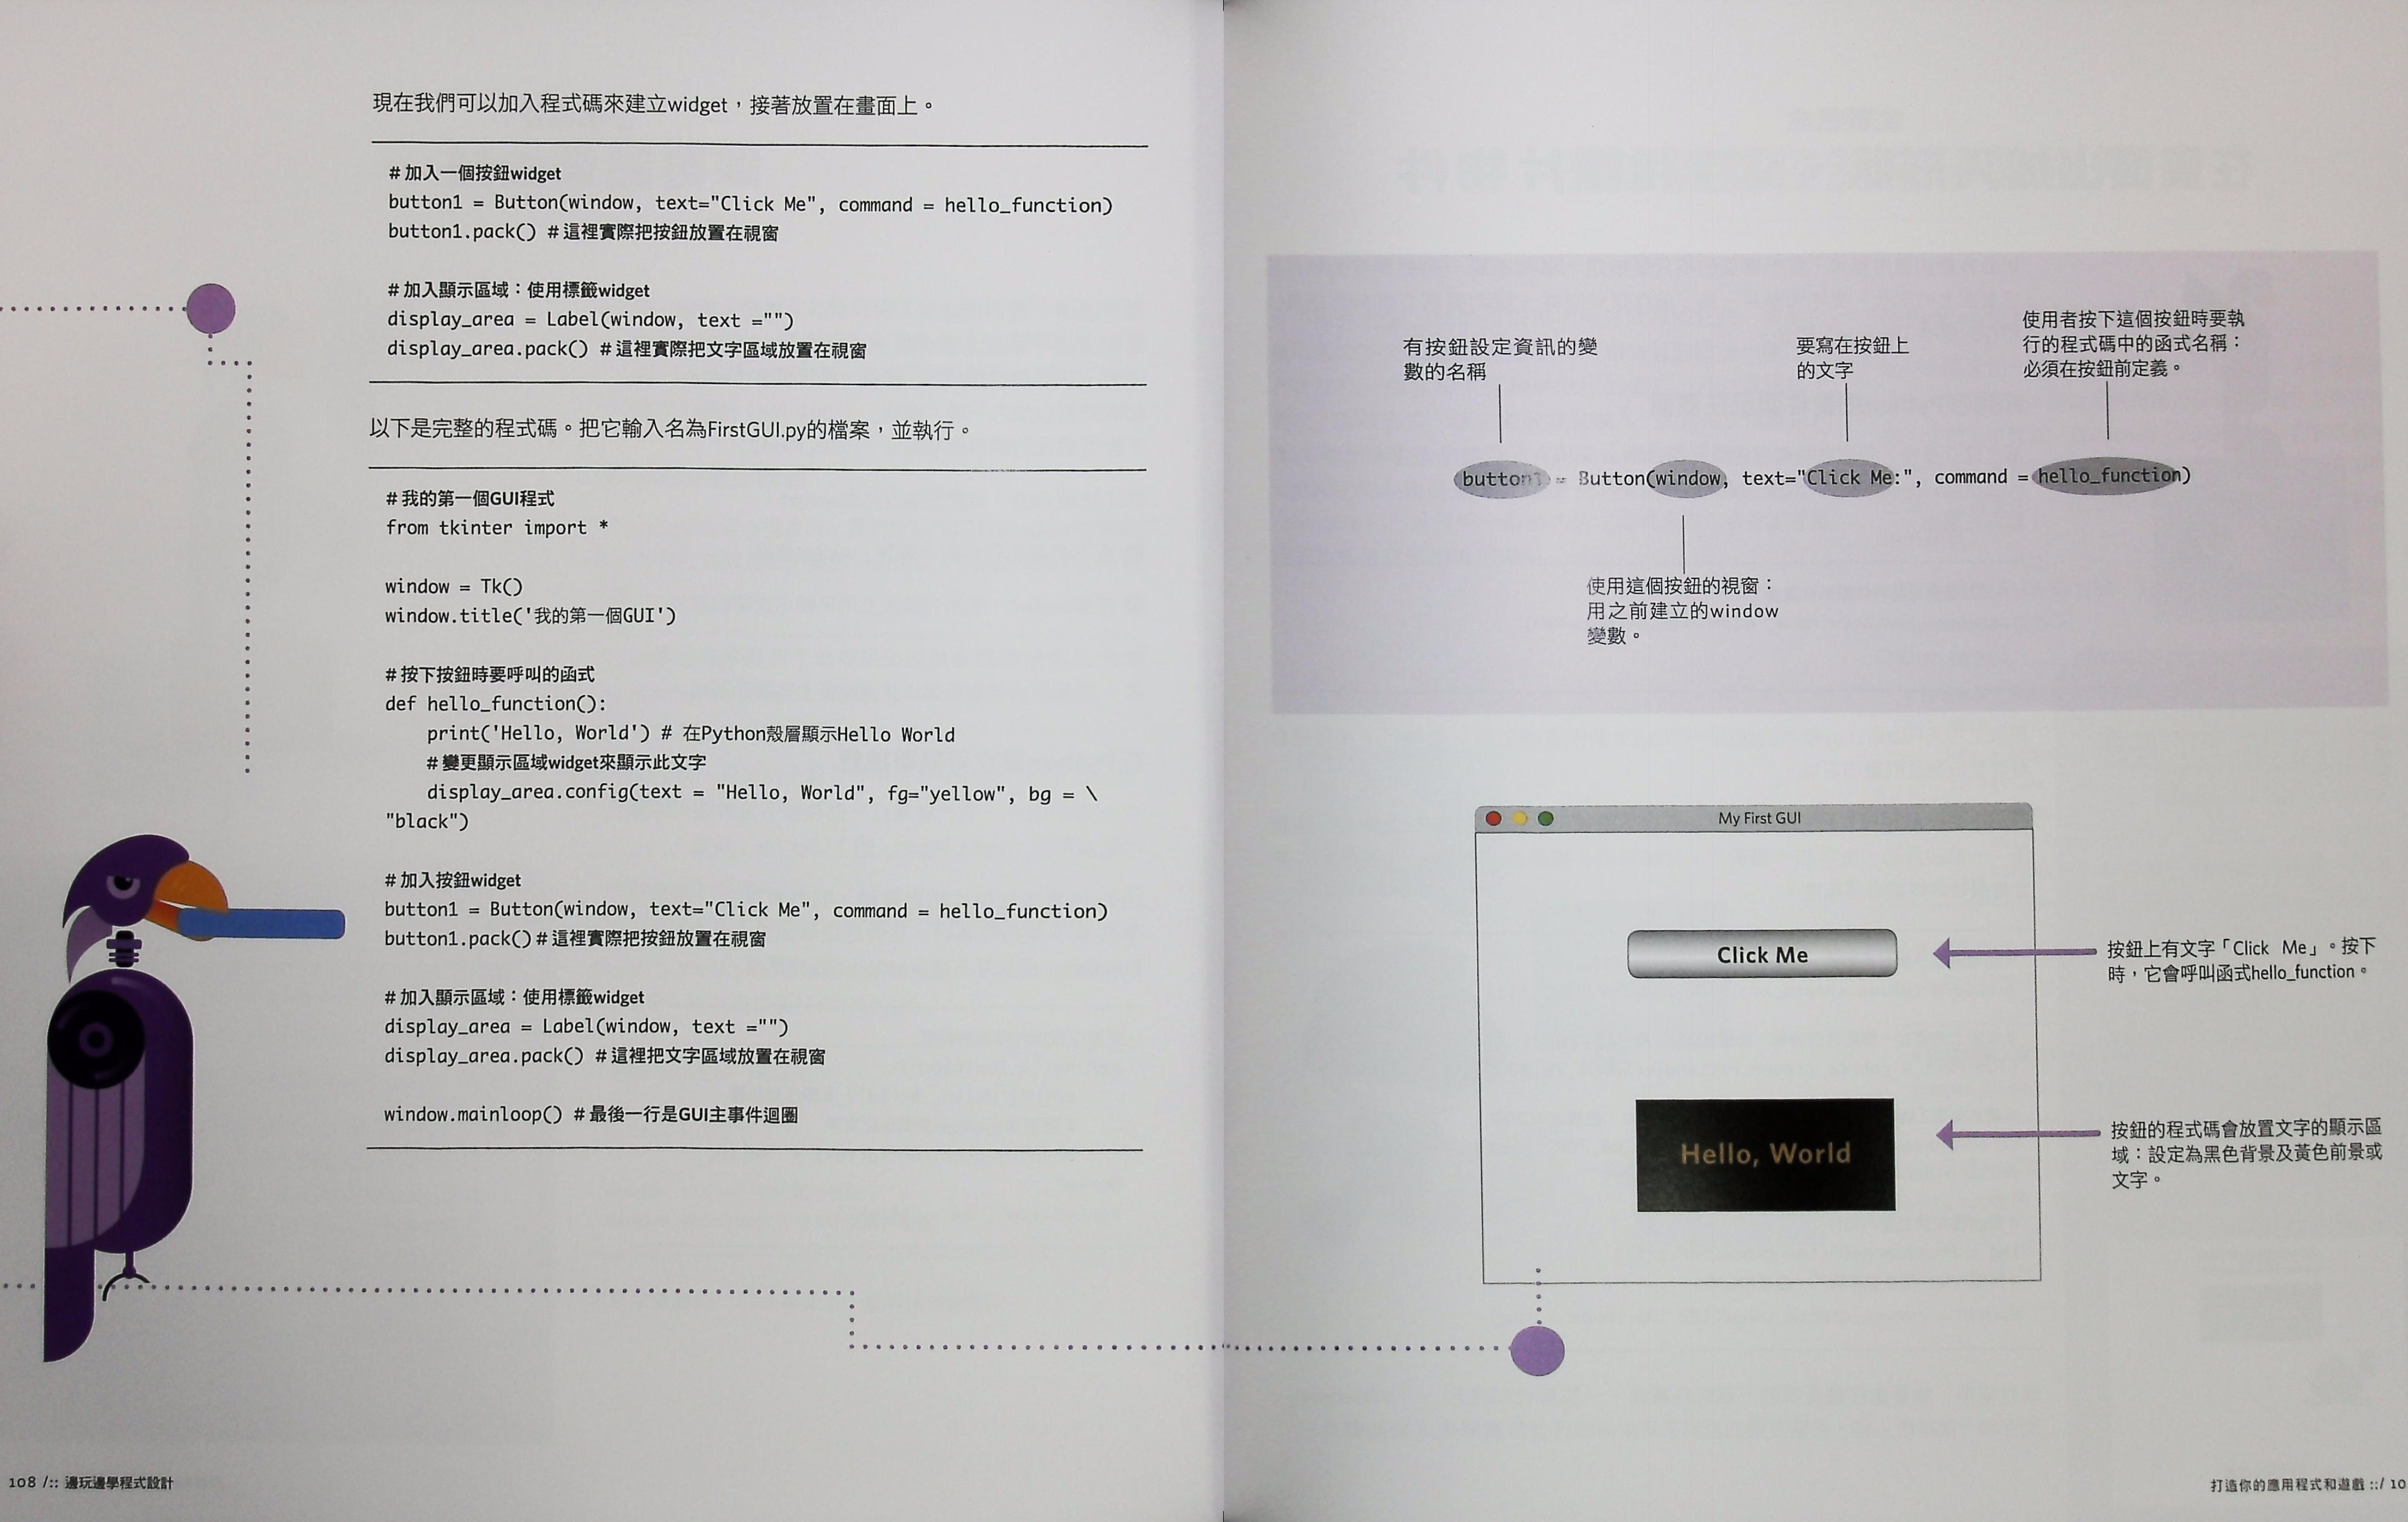 現在我們可以加入程式碼來建立widget，接著放置在畫面上。
# 加入一個按鈕widget
button1 = Button(window, text="Click Me", command = hello_function)
button1.pack() # 這裡實際把按鈕放置在視窗
# 加入顯示區域：使用標籤widget
display_area = Label(window, text ="")
display_area.pack() # 這裡實際把文字區域放置在視窗
以下是完整的程式碼。把它輸入名為FirstGUI.py的檔案，並執行。
# 我的第一個GUI程式
from tkinter import *
window = Tk()
window.title('我的第一個GUI')
# 按下按鈕時要呼叫的函式
def hello_function():
    print('Hello, World') # 在Python殼層顯示Hello World
    # 變更顯示區域widget來顯示此文字
    display_area.config(text = "Hello, World", fg="yellow", bg = \
"black")
# 加入按鈕widget
button1 = Button(window, text="Click Me", command = hello_function)
button1.pack() # 這裡實際把按鈕放置在視窗
# 加入顯示區域：使用標籤widget
display_area = Label(window, text ="")
display_area.pack() # 這裡把文字區域放置在視窗
window.mainloop() # 最後一行是GUI主事件迴圈
108 /:: 邊玩邊學程式設計
有按鈕設定資訊的變
數的名稱
要寫在按鈕上
的文字
使用者按下這個按鈕時要執
行的程式碼中的函式名稱：
必須在按鈕前定義。
button1 = Button(window, text="Click Me:", command = hello_function)
使用這個按鈕的視窗：
用之前建立的window
變數。
My First GUI
Click Me
按鈕上有文字「Click Me」。按下
時，它會呼叫函式hello_function。
Hello, World
按鈕的程式碼會放置文字的顯示區
域：設定為黑色背景及黃色前景或
文字。
打造你的應用程式和遊戲 ::/ 10